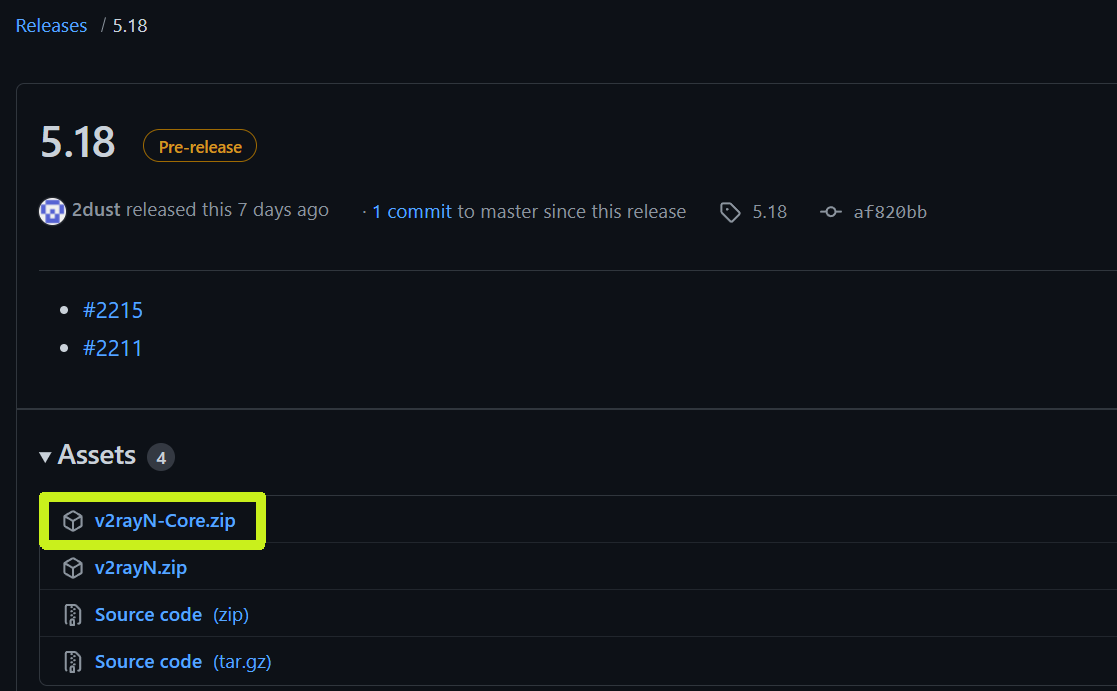 Releases / 5.18
5.18 Pre-release
2dust released this 7 days ago · 1 commit to master since this release 5.18 af820bb
• #2215
• #2211
▾ Assets 4
v2rayN-Core.zip
v2rayN.zip
Source code (zip)
Source code (tar.gz)